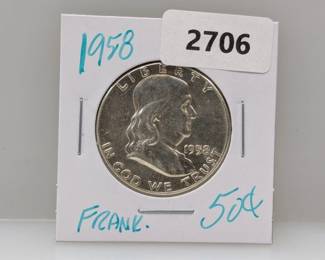 1958
2706
LIBERTY
1958
IN GOD WE TRUST
FRANK.
50¢